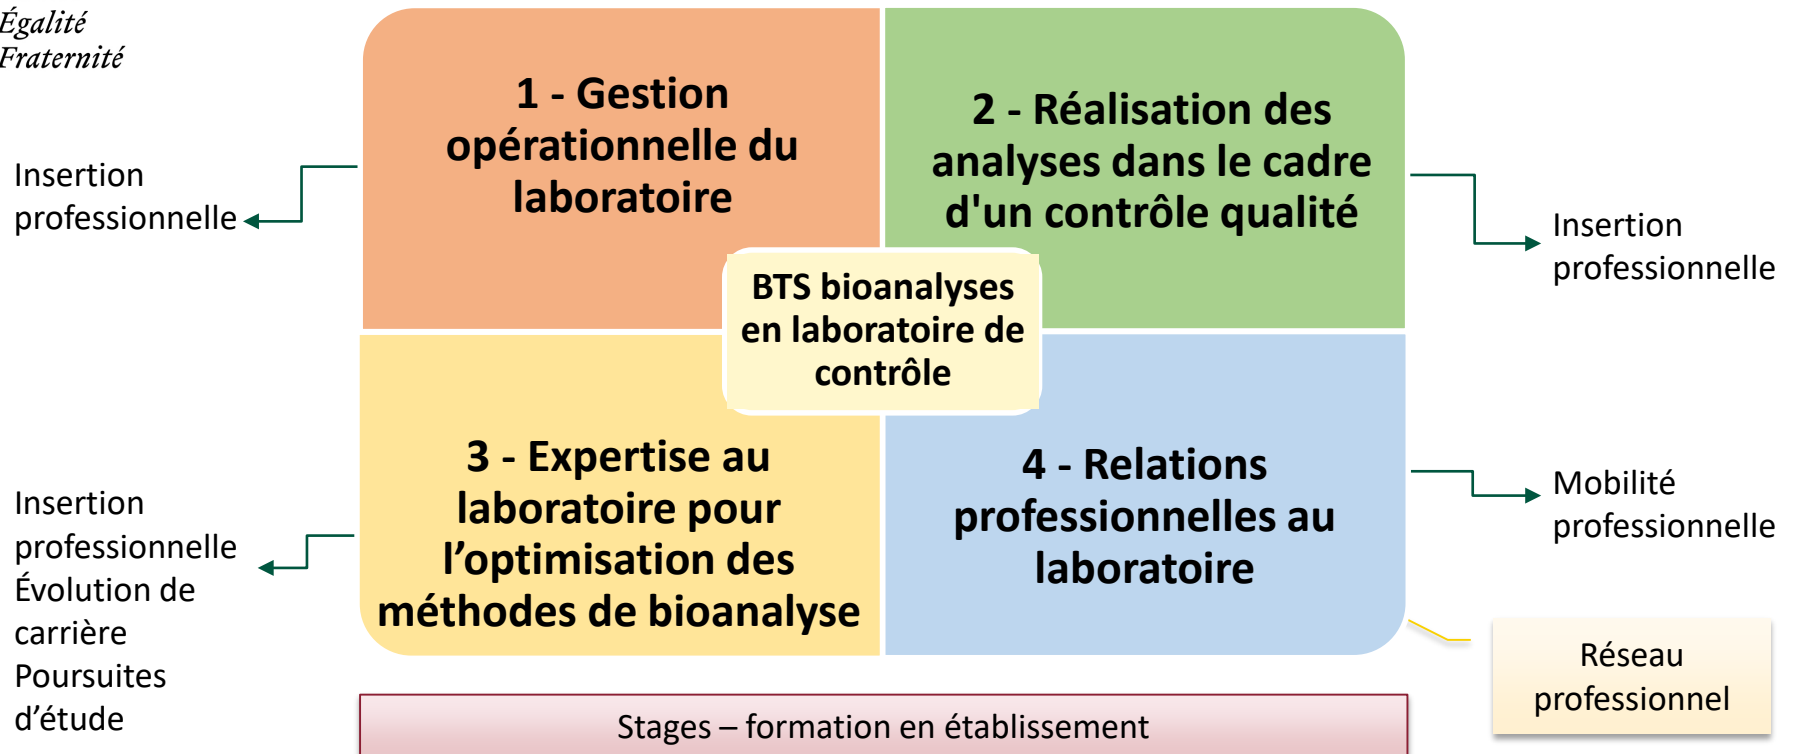 Égalité
Fraternité
1 - Gestion
opérationnelle du
laboratoire
2 - Réalisation des
analyses dans le cadre
d'un contrôle qualité
Insertion
professionnelle
Insertion
professionnelle
BTS bioanalyses
en laboratoire de
contrôle
3 - Expertise au
laboratoire pour
l’optimisation des
méthodes de bioanalyse
4 - Relations
professionnelles au
laboratoire
Insertion
professionnelle
Évolution de
carrière
Poursuites
d’étude
Mobilité
professionnelle
Réseau
professionnel
Stages – formation en établissement